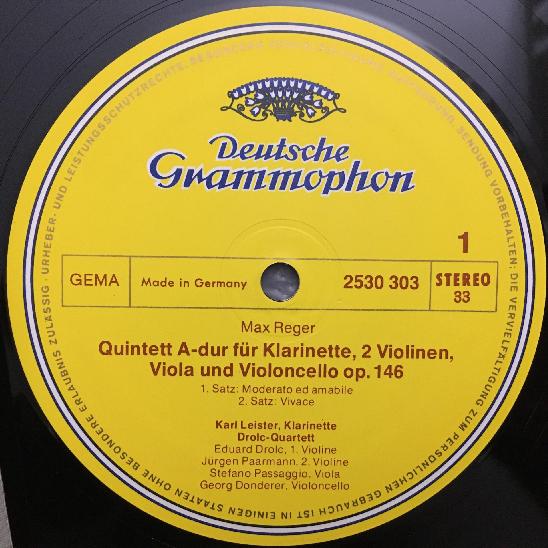 Deutsche
Grammophon
1
GEMA
Made in Germany
2530 303
STEREO
33
Max Reger
Quintett A-dur für Klarinette, 2 Violinen,
Viola und Violoncello op. 146
1. Satz: Moderato ed amabile
2. Satz: Vivace
Karl Leister, Klarinette
Drolc-Quartett
Eduard Drolc, 1. Violine
Jürgen Paarmann, 2. Violine
Stefano Passaggio, Viola
Georg Donderer, Violoncello
URHEBER- UND LEISTUNGSSCHUTZRECHTE, SENDUNG VORBEHALTEN; DIE VERVIELFÄLTIGUNG ZUM PERSÖNLICHEN GEBRAUCH IST IN EINIGEN STAATEN OHNE BESONDERE ERLAUBNIS ZULÄSSIG